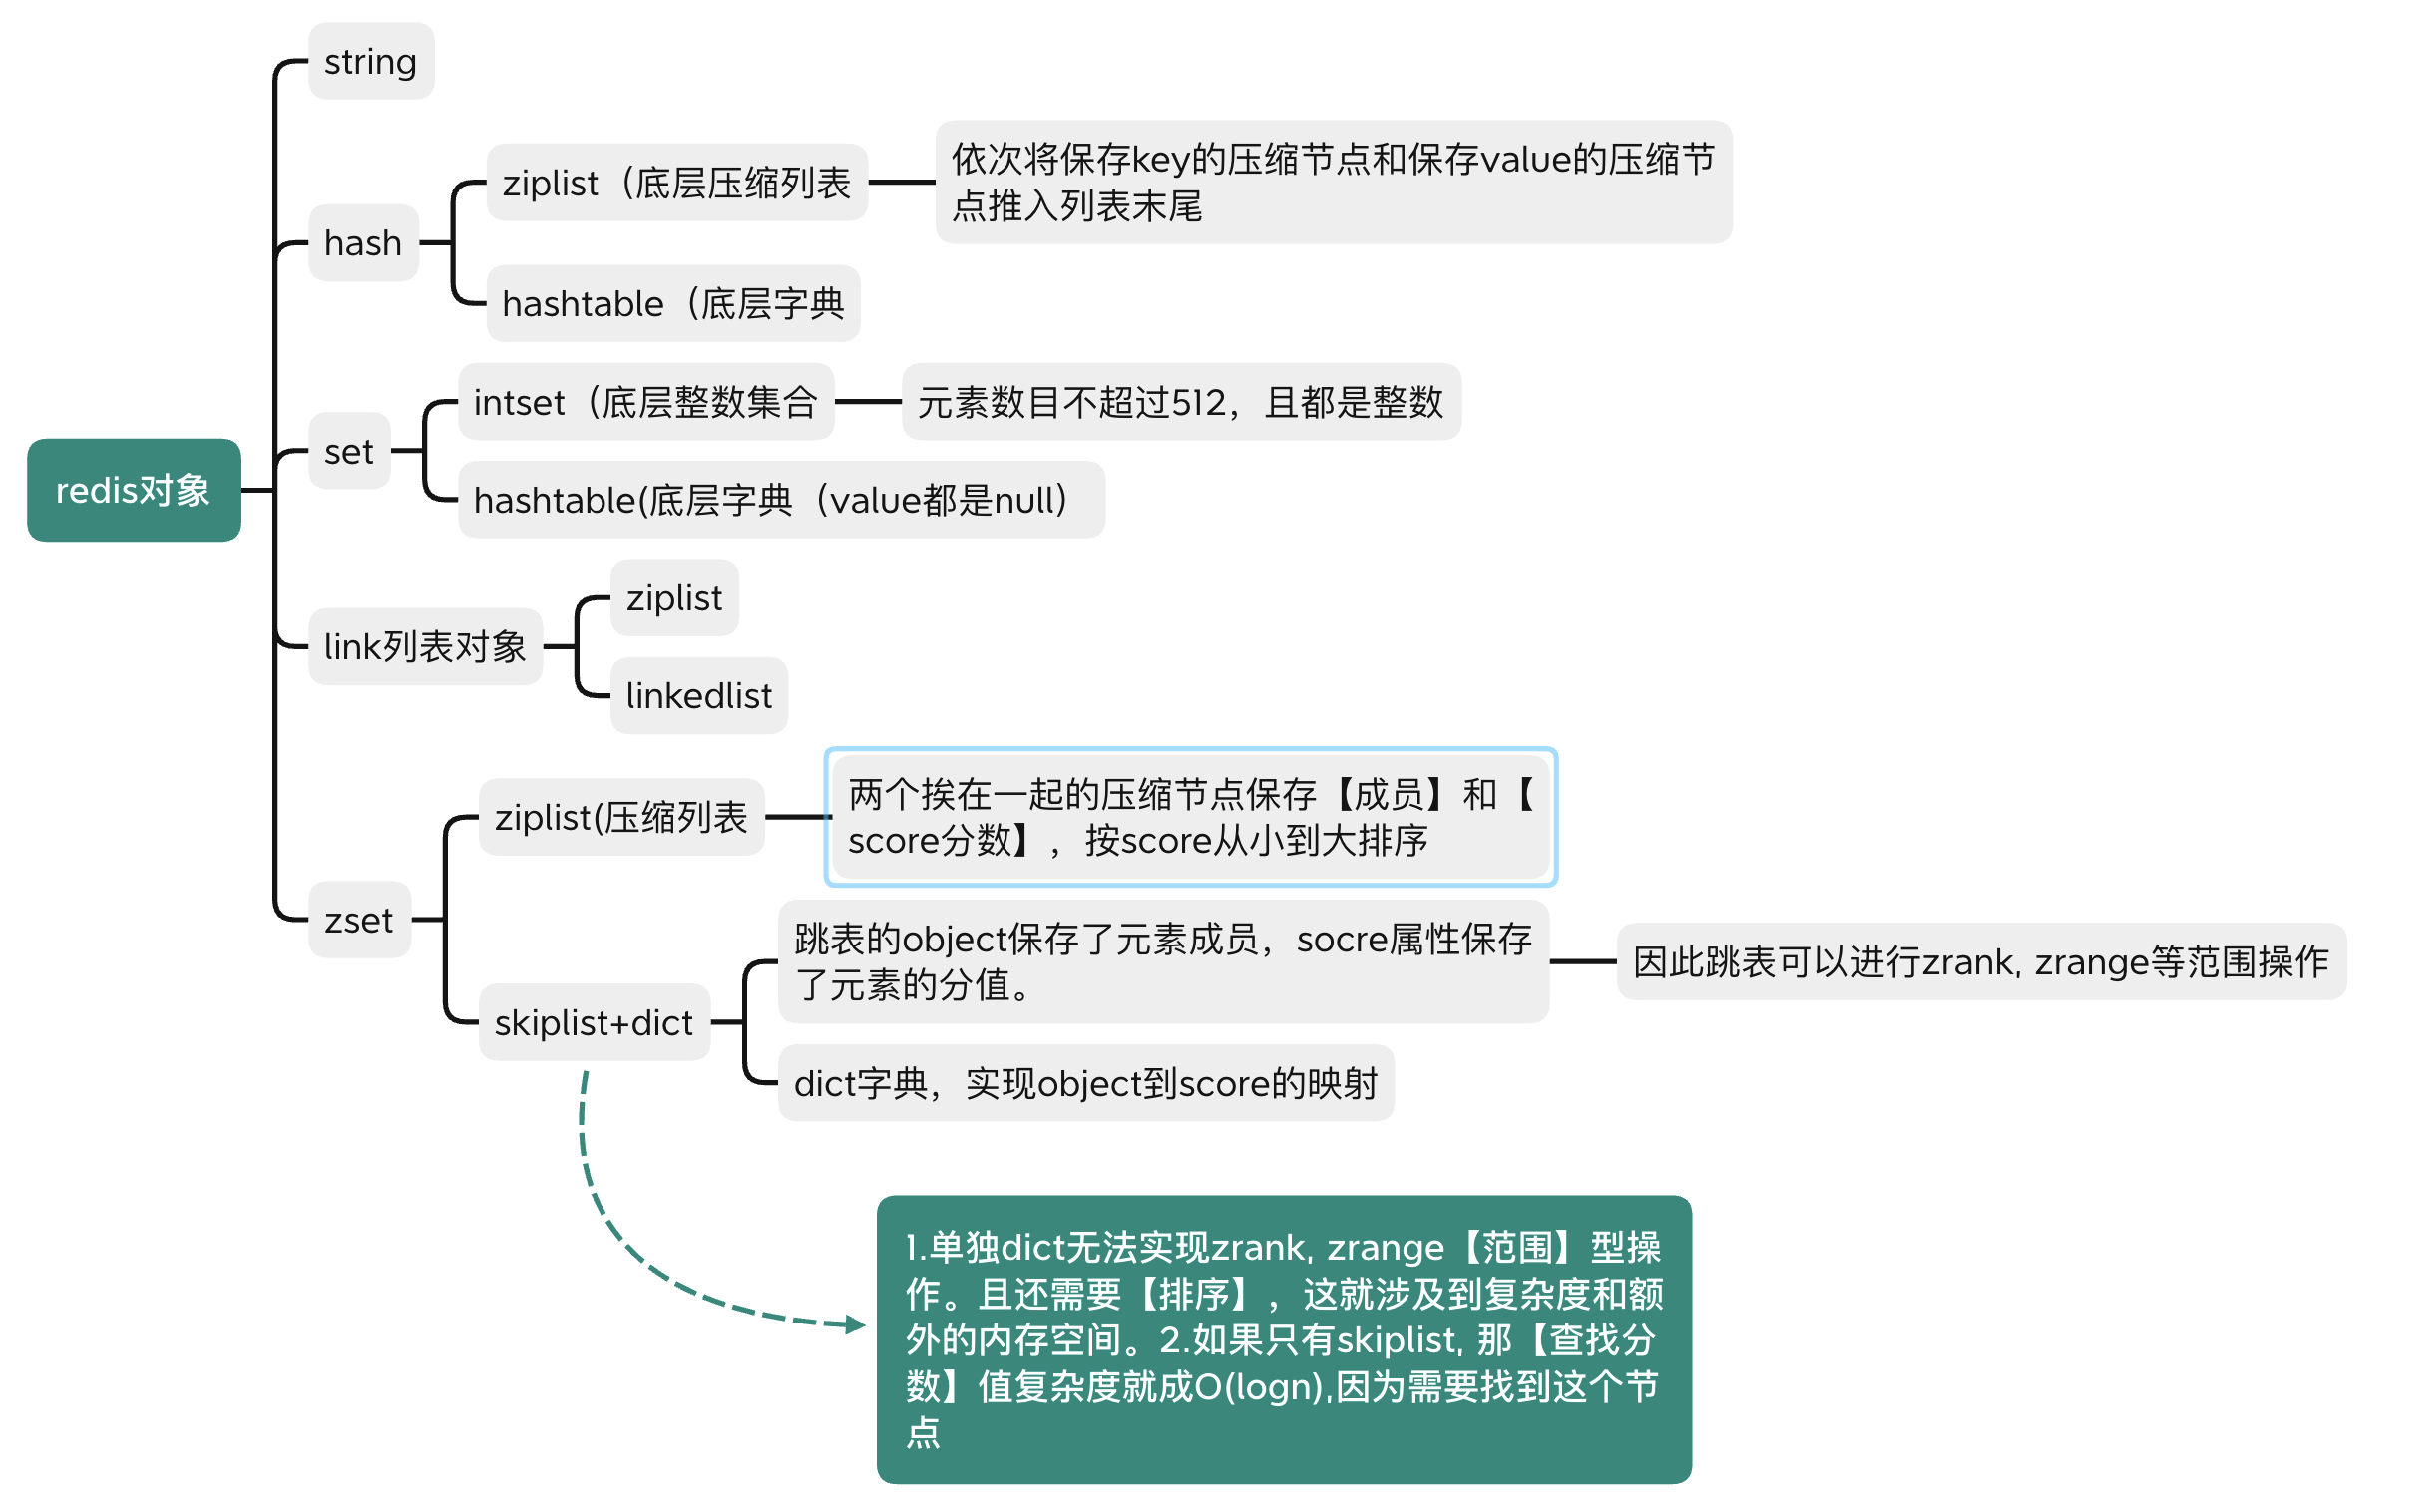 string
ziplist（底层压缩列表
依次将保存key的压缩节点和保存value的压缩节
点推入列表末尾
hash
hashtable（底层字典
intset（底层整数集合
元素数目不超过512，且都是整数
set
hashtable(底层字典（value都是null）
redis对象
ziplist
link列表对象
linkedlist
ziplist(压缩列表
两个挨在一起的压缩节点保存【成员】和【
score分数】，按score从小到大排序
zset
skiplist+dict
跳表的object保存了元素成员，socre属性保存
了元素的分值。
因此跳表可以进行zrank, zrange等范围操作
dict字典，实现object到score的映射
1.单独dict无法实现zrank, zrange【范围】型操
作。且还需要【排序】，这就涉及到复杂度和额
外的内存空间。2.如果只有skiplist, 那【查找分
数】值复杂度就成O(logn),因为需要找到这个节
点